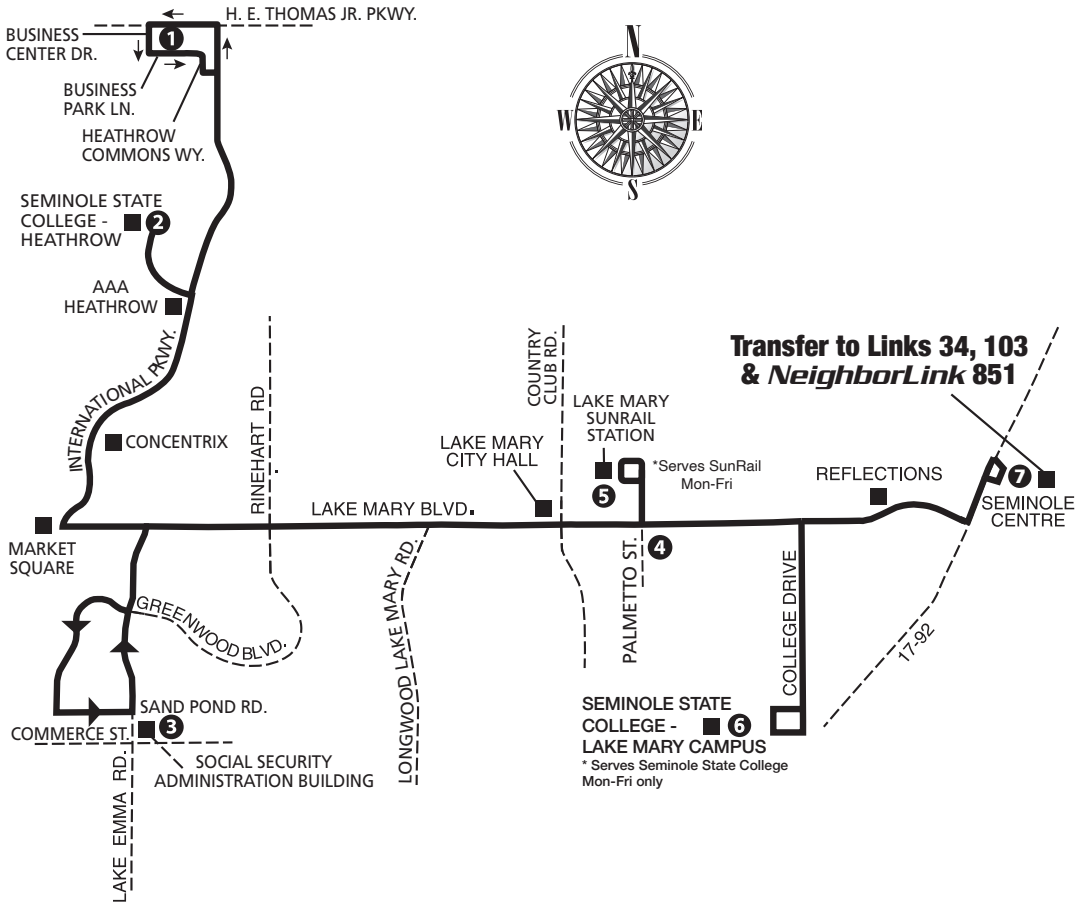 H. E. THOMAS JR. PKWY.
BUSINESS
CENTER DR.
1
BUSINESS
PARK LN.
HEATHROW
COMMONS WY.
N
W
E
S
SEMINOLE STATE
COLLEGE -
HEATHROW
2
AAA
HEATHROW
INTERNATIONAL PKWY.
CONCENTRIX
RINEHART RD.
COUNTRY
CLUB RD.
Transfer to Links 34, 103
& NeighborLink 851
LAKE MARY
SUNRAIL
STATION
LAKE MARY
CITY HALL
*Serves SunRail
Mon-Fri
5
REFLECTIONS
7
SEMINOLE
CENTRE
LAKE MARY BLVD.
MARKET
SQUARE
4
GREENWOOD BLVD.
LONGWOOD LAKE MARY RD.
PALMETTO ST.
COLLEGE DRIVE
17-92
SAND POND RD.
COMMERCE ST.
3
SOCIAL SECURITY
ADMINISTRATION BUILDING
LAKE EMMA RD.
SEMINOLE STATE
COLLEGE -
6
LAKE MARY CAMPUS
* Serves Seminole State College
Mon-Fri only